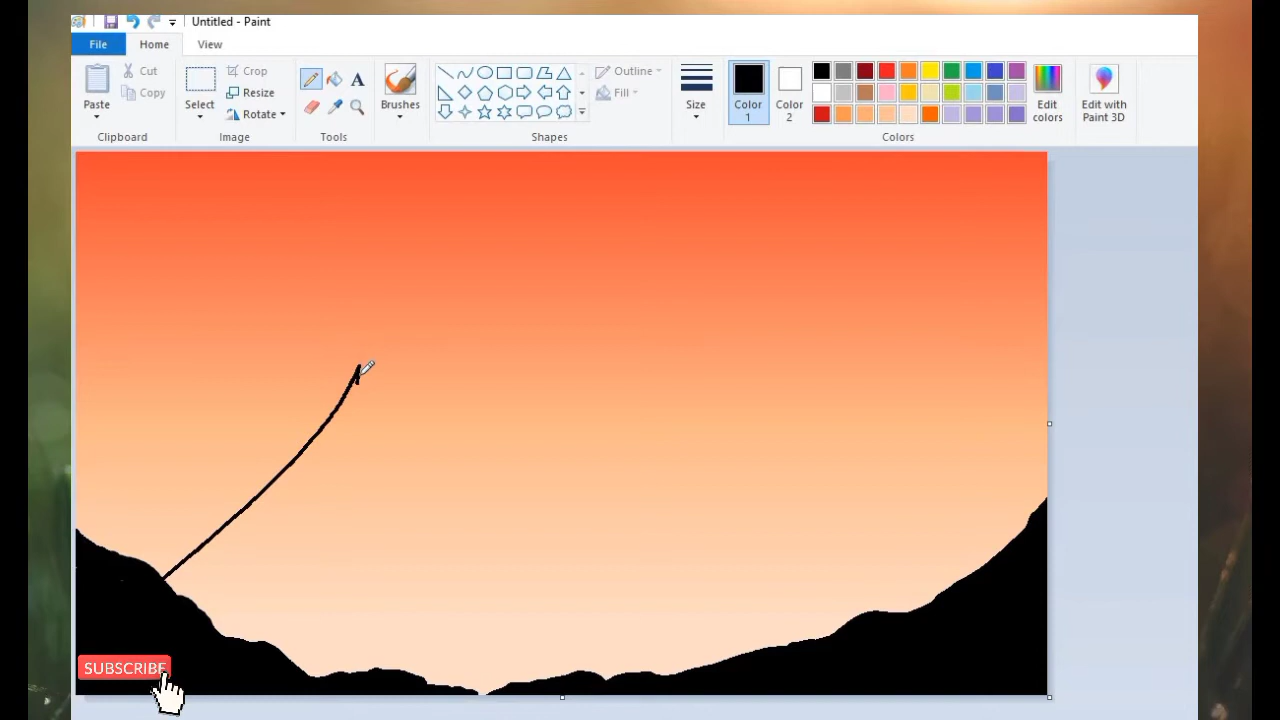 Untitled - Paint
File Home View
Cut Crop Outline
Copy Resize Fill
Paste Select Rotate A Brushes Size Color 1 Color 2 Edit colors Edit with Paint 3D
Clipboard Image Tools Shapes Colors
SUBSCRIBE